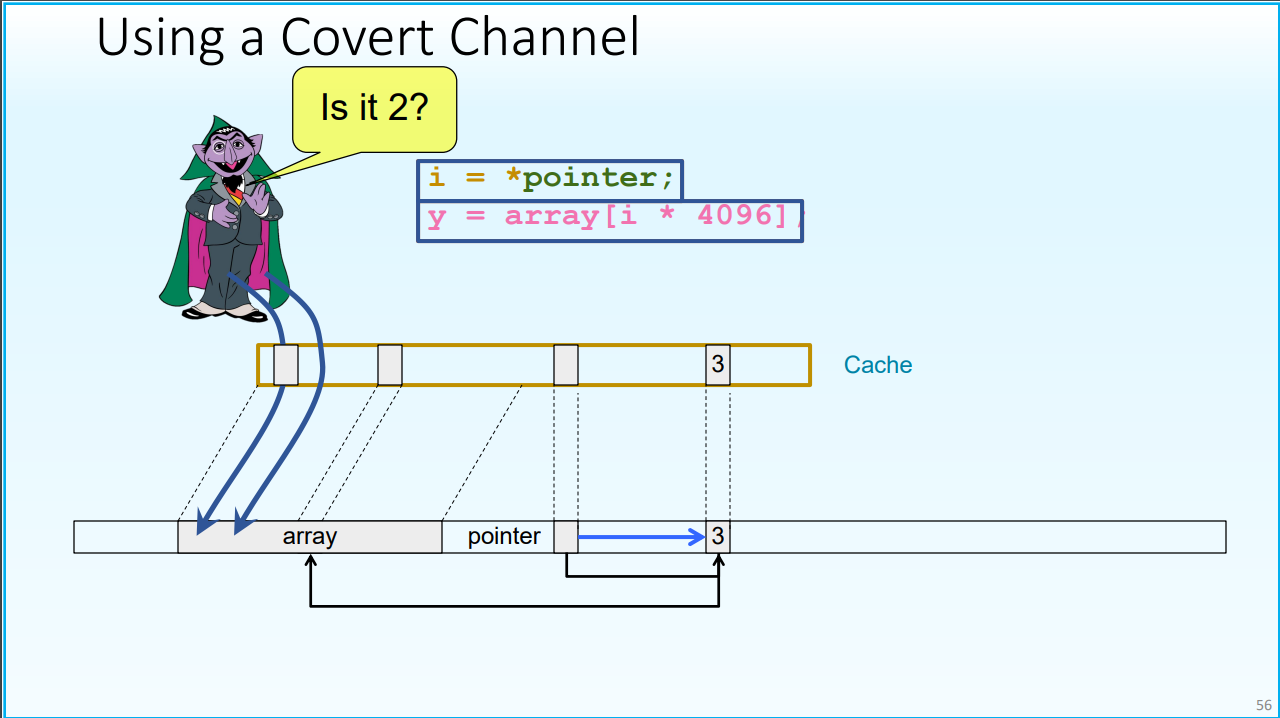 Using a Covert Channel
Is it 2?
i = *pointer;
y = array[i * 4096];
3
Cache
array
pointer
3
56